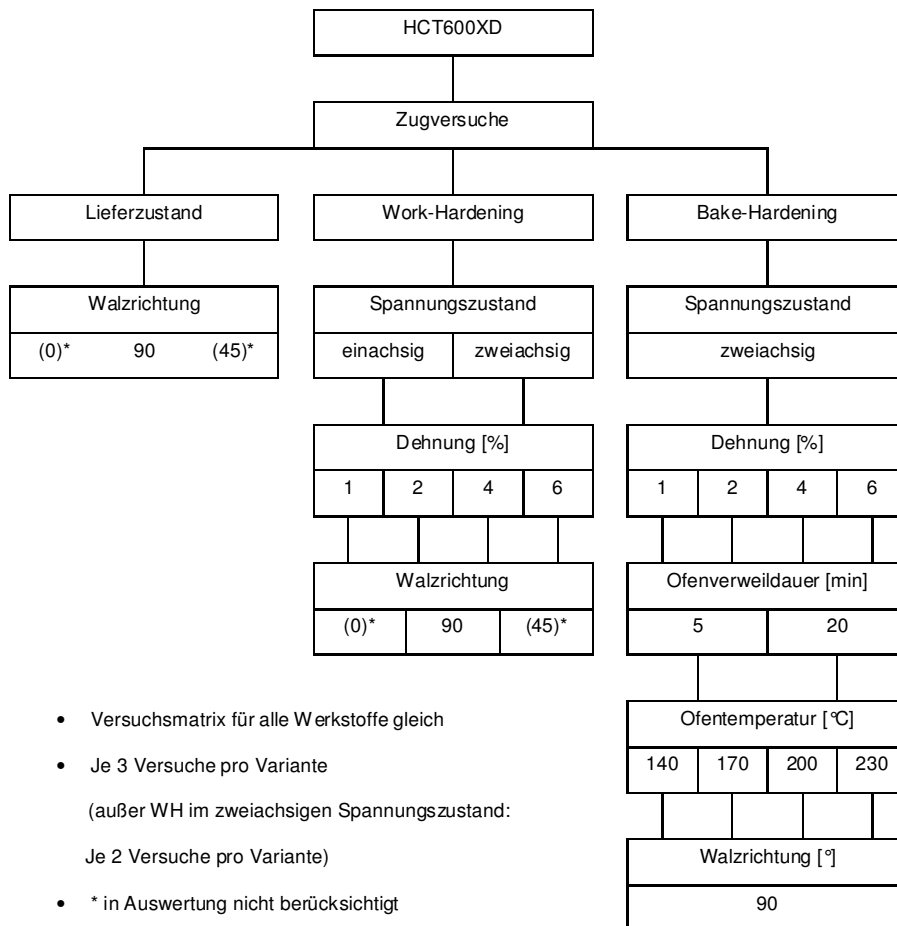 HCT600XD
Zugversuche
Lieferzustand Work-Hardening Bake-Hardening
Walzrichtung Spannungszustand Spannungszustand
(0)* 90 (45)* einachsig zweiachsig zweiachsig
Dehnung [%] Dehnung [%]
1 2 4 6 1 2 4 6
Walzrichtung Ofenverweildauer [min]
(0)* 90 (45)* 5 20
• Versuchsmatrix für alle Werkstoffe gleich Ofentemperatur [°C]
• Je 3 Versuche pro Variante 140 170 200 230
(außer WH im zweiachsigen Spannungszustand:
Je 2 Versuche pro Variante) Walzrichtung [°]
• * in Auswertung nicht berücksichtigt 90